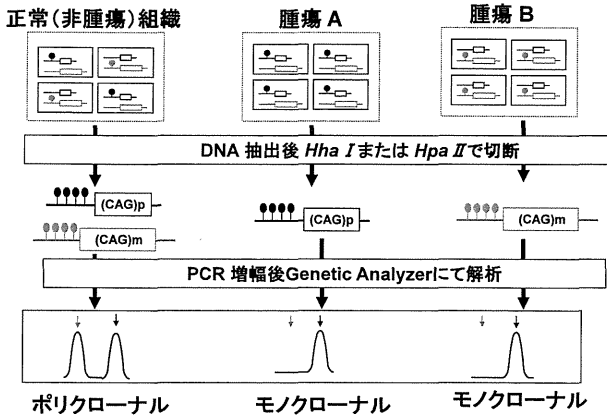 正常(非腫瘍)組織
腫瘍 A
腫瘍 B
DNA 抽出後 Hha I または Hpa II で切断
(CAG)p
(CAG)m
(CAG)p
(CAG)m
PCR 増幅後Genetic Analyzerにて解析
ポリクローナル
モノクローナル
モノクローナル